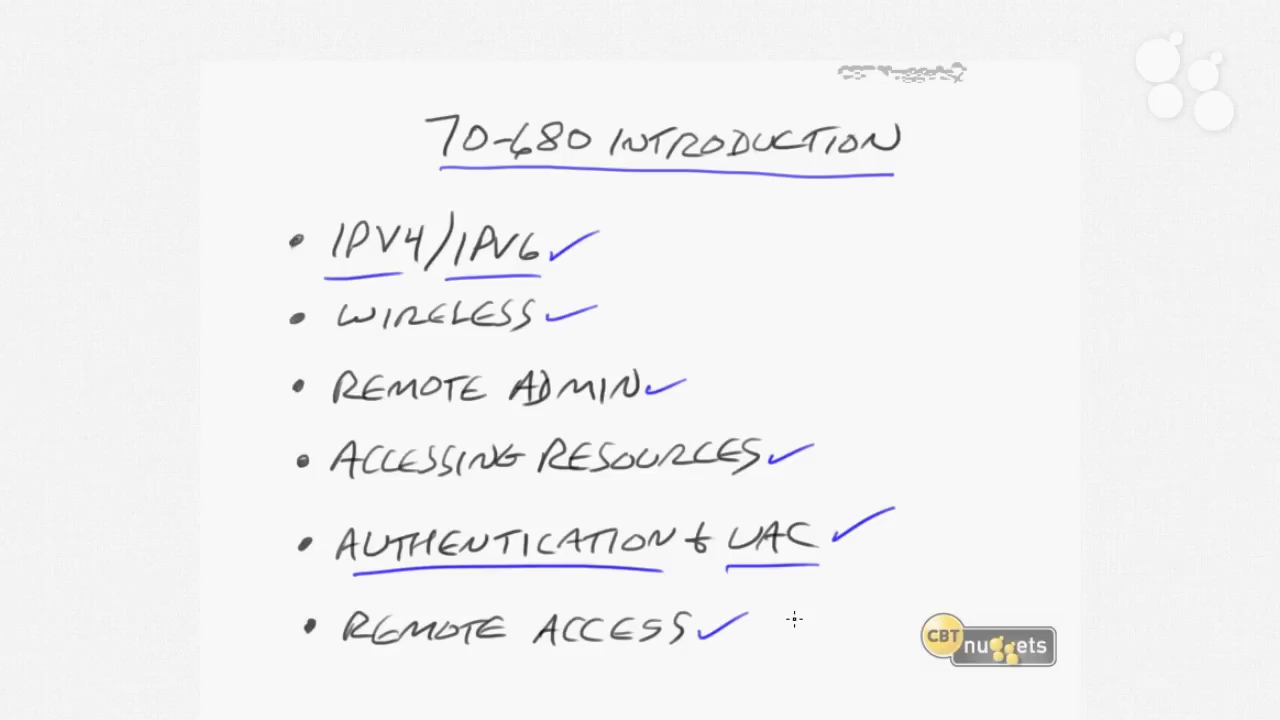 70-680 INTRODUCTION
• IPV4/IPV6 ✓
• WIRELESS ✓
• REMOTE ADMIN ✓
• ACCESSING RESOURCES ✓
• AUTHENTICATION & UAC ✓
• REMOTE ACCESS ✓
CBT nuggets